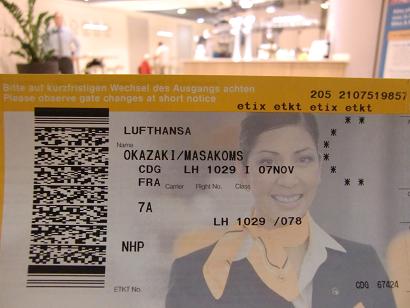 Bitte auf kurzfristigen Wechsel des Ausgangs achten
Please observe gate changes at short notice
205 2107519857
etix etkt etix etkt
* *
LUFTHANSA *
Name *
OKAZAKI/MASAKOMS *
CDG LH 1029 I 07NOV *
FRA Carrier Flight No. Class * *
7A
LH 1029 /078
NHP
ETKT No.
CDG 67424